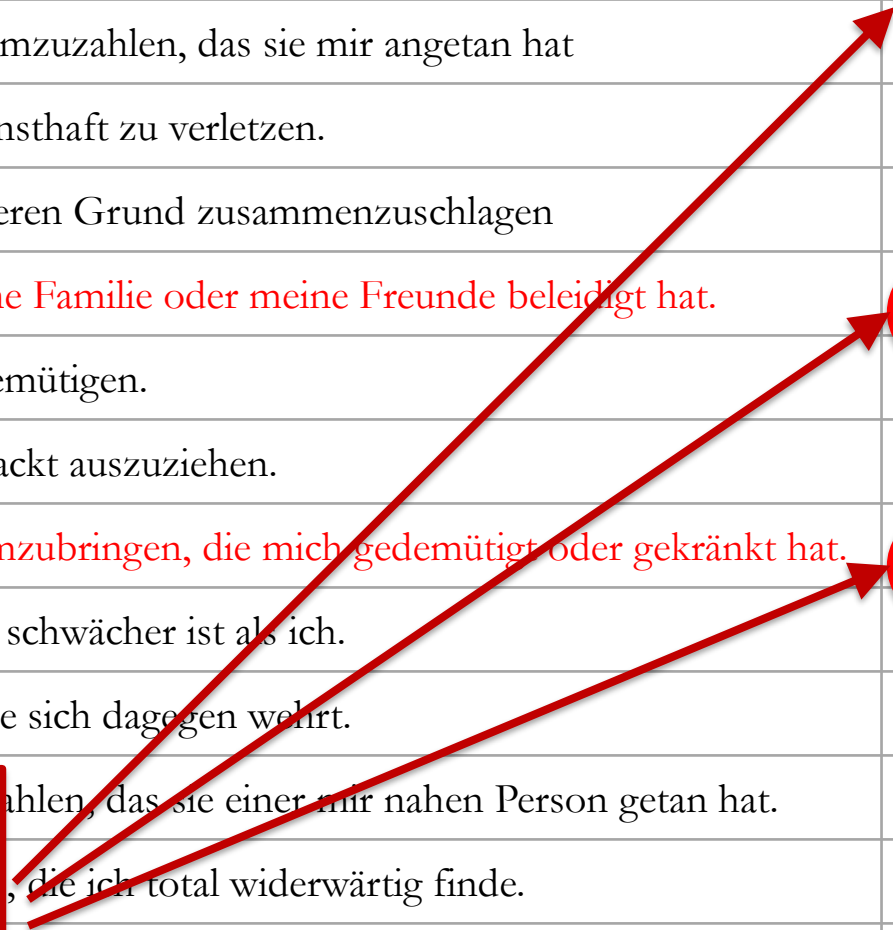 mzuzahlen, das sie mir angetan hat
nsthaft zu verletzen.
eren Grund zusammenzuschlagen
ne Familie oder meine Freunde beleidigt hat.
emütigen.
ackt auszuziehen.
mzubringen, die mich gedemütigt oder gekränkt hat.
schwächer ist als ich.
e sich dagegen wehrt.
ahlen, das sie einer mir nahen Person getan hat.
, die ich total widerwärtig finde.